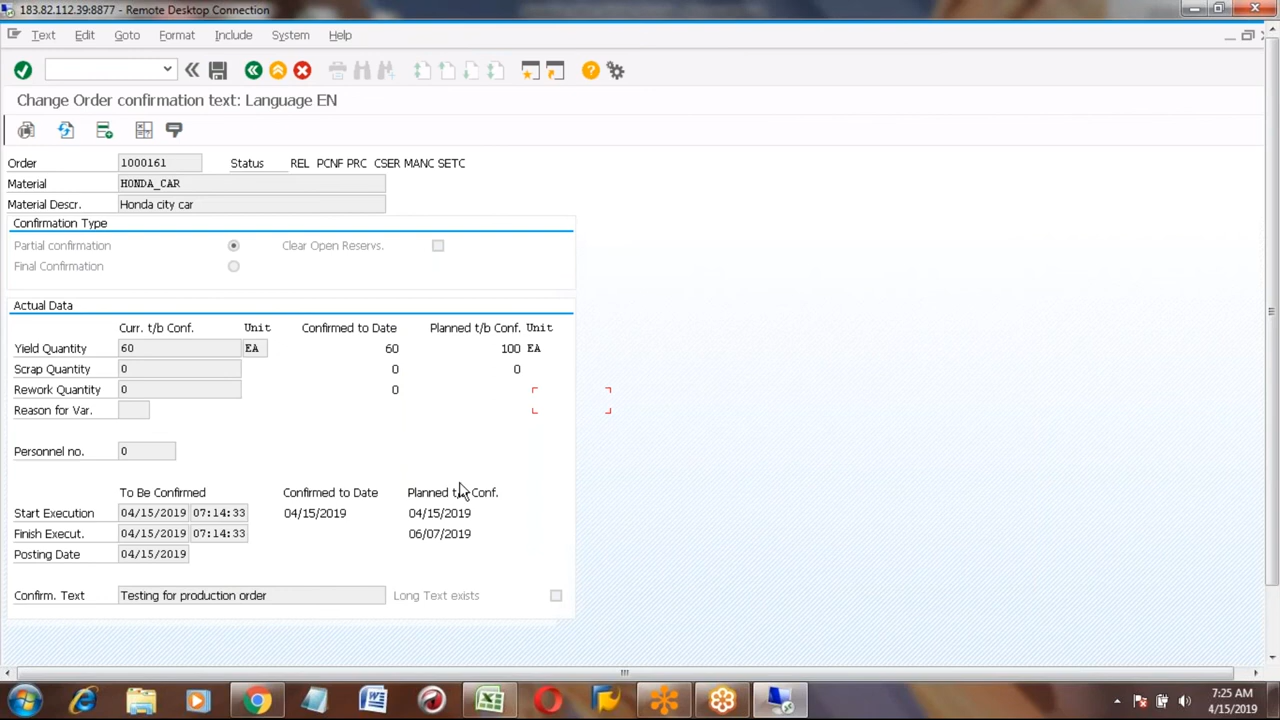 183.82.112.39:8877 - Remote Desktop Connection
Text Edit Goto Format Include System Help
Change Order confirmation text: Language EN
Order 1000161 Status REL PCNF PRC CSER MANC SETC
Material HONDA_CAR
Material Descr. Honda city car
Confirmation Type
Partial confirmation Clear Open Reservs.
Final Confirmation
Actual Data
Curr. t/b Conf. Unit Confirmed to Date Planned t/b Conf. Unit
Yield Quantity 60 EA 60 100 EA
Scrap Quantity 0 0 0
Rework Quantity 0 0
Reason for Var.
Personnel no. 0
To Be Confirmed Confirmed to Date Planned Conf.
Start Execution 04/15/2019 07:14:33 04/15/2019 04/15/2019
Finish Execut. 04/15/2019 07:14:33 06/07/2019
Posting Date 04/15/2019
Confirm. Text Testing for production order Long Text exists
7:25 AM
4/15/2019